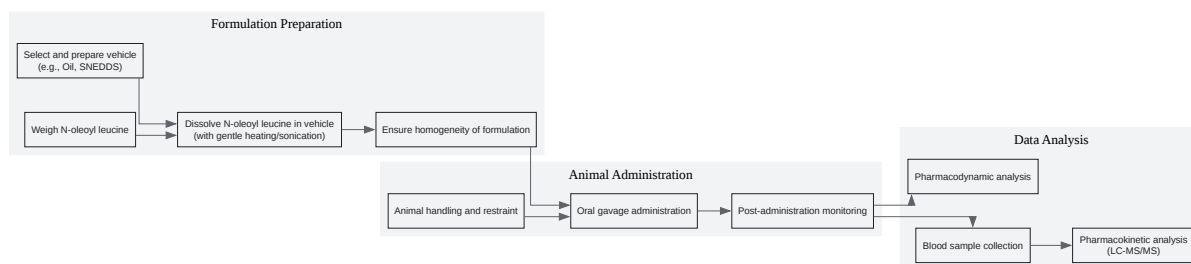 Formulation Preparation
Select and prepare vehicle
(e.g., Oil, SNEDDS)
Weigh N-oleoyl leucine
Dissolve N-oleoyl leucine in vehicle
(with gentle heating/sonication)
Ensure homogeneity of formulation
Animal Administration
Animal handling and restraint
Oral gavage administration
Post-administration monitoring
Data Analysis
Pharmacodynamic analysis
Blood sample collection
Pharmacokinetic analysis
(LC-MS/MS)